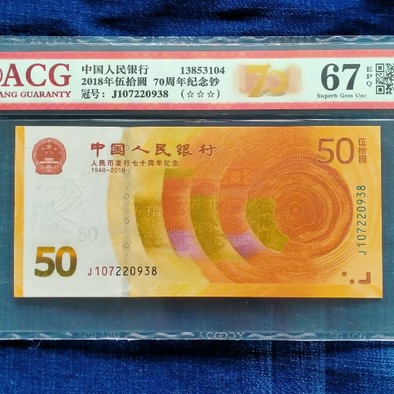 ACG
ANG GUARANTY
中国人民银行 13853104
2018年伍拾圆 70周年纪念钞
冠号: J107220938 (☆☆☆)
70
67 EPQ
Superb Gem Unc
中国人民银行
人民币发行七十周年纪念
1948-2018
50 伍拾圆
J107220938
50
50
J107220938